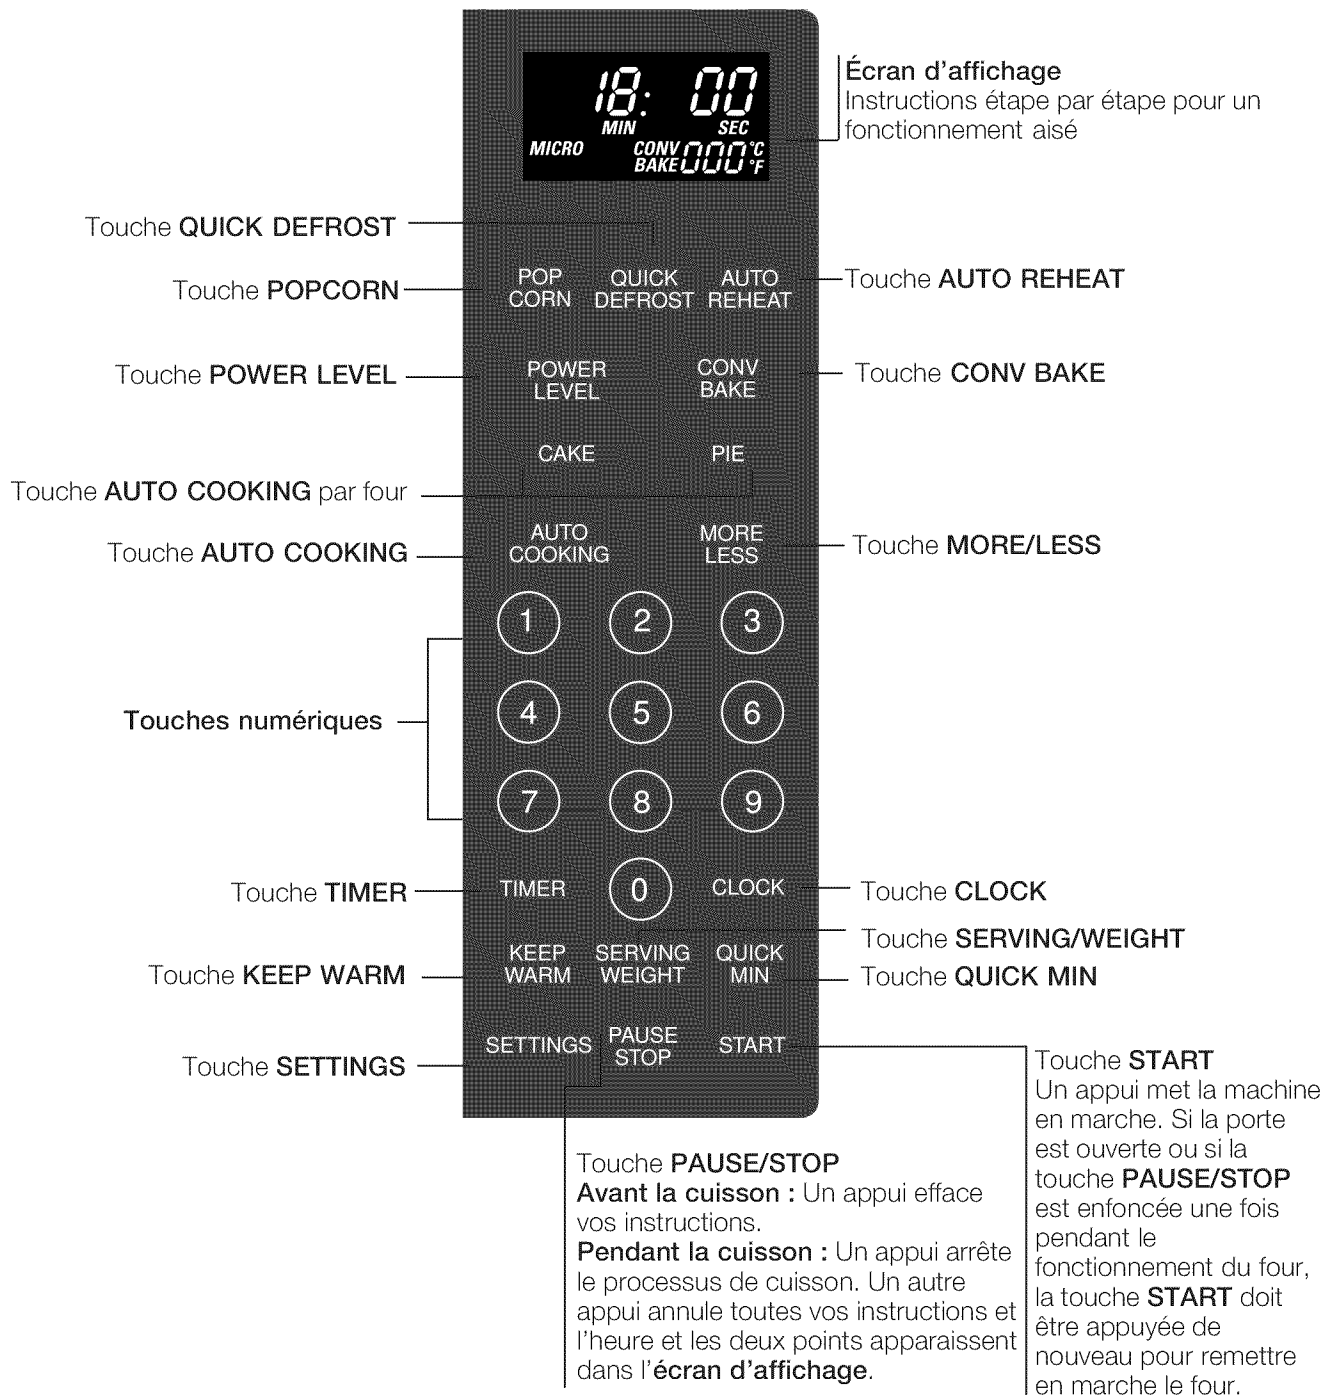 18: 00
MIN SEC
MICRO CONV BAKE 000 °C °F
Écran d'affichage
Instructions étape par étape pour un
fonctionnement aisé
Touche QUICK DEFROST
Touche POPCORN
POP
CORN
QUICK
DEFROST
AUTO
REHEAT
Touche AUTO REHEAT
Touche POWER LEVEL
POWER
LEVEL
CONV
BAKE
Touche CONV BAKE
CAKE
PIE
Touche AUTO COOKING par four
Touche AUTO COOKING
AUTO
COOKING
MORE
LESS
Touche MORE/LESS
1 2 3
Touches numériques
4 5 6
7 8 9
Touche TIMER
TIMER
0
CLOCK
Touche CLOCK
Touche SERVING/WEIGHT
Touche KEEP WARM
KEEP
WARM
SERVING
WEIGHT
QUICK
MIN
Touche QUICK MIN
Touche SETTINGS
SETTINGS
PAUSE
STOP
START
Touche PAUSE/STOP
Avant la cuisson : Un appui efface
vos instructions.
Pendant la cuisson : Un appui arrête
le processus de cuisson. Un autre
appui annule toutes vos instructions et
l'heure et les deux points apparaissent
dans l'écran d'affichage.
Touche START
Un appui met la machine
en marche. Si la porte
est ouverte ou si la
touche PAUSE/STOP
est enfoncée une fois
pendant le
fonctionnement du four,
la touche START doit
être appuyée de
nouveau pour remettre
en marche le four.